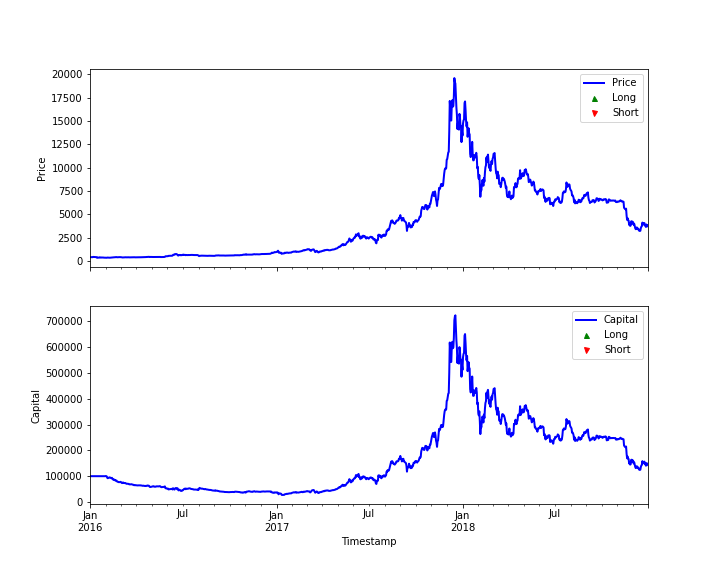 20000
17500
15000
12500
10000
7500
5000
2500
0
Price
Price
Long
Short
700000
600000
500000
400000
300000
200000
100000
0
Capital
Capital
Long
Short
Jan
2016
Jul
Jan
2017
Jul
Jan
2018
Jul
Timestamp